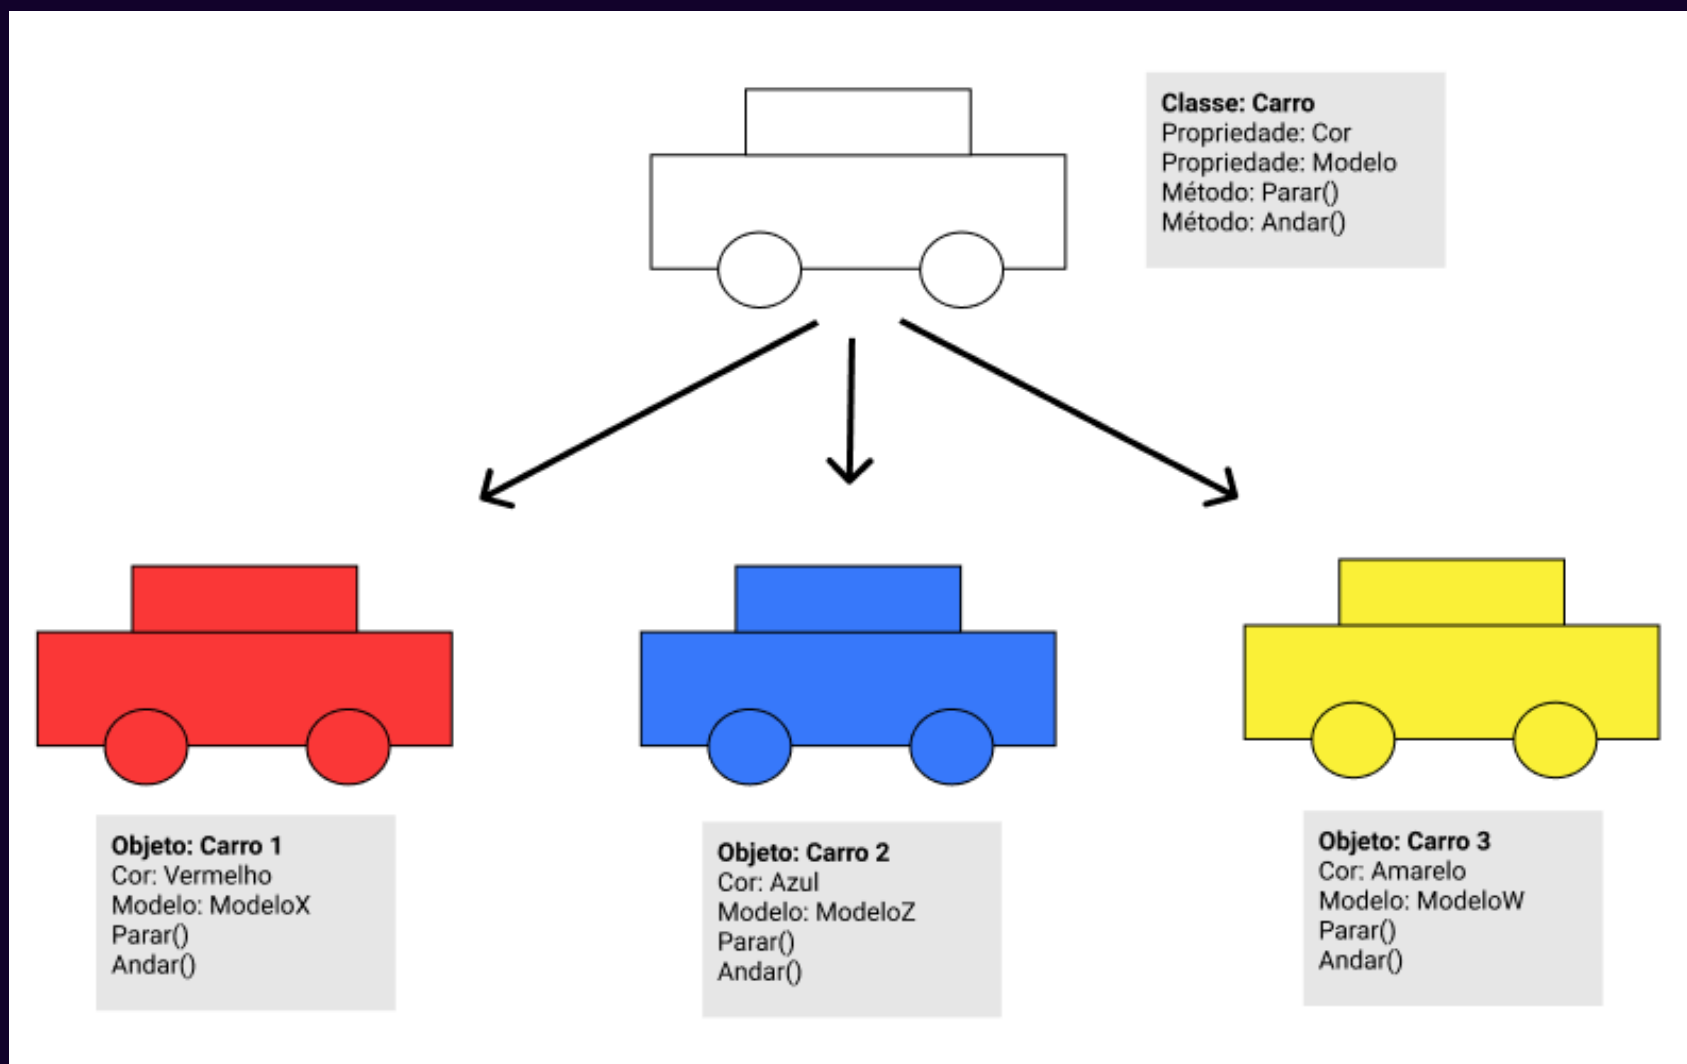 Classe: Carro
Propriedade: Cor
Propriedade: Modelo
Método: Parar()
Método: Andar()
Objeto: Carro 1
Cor: Vermelho
Modelo: ModeloX
Parar()
Andar()
Objeto: Carro 2
Cor: Azul
Modelo: ModeloZ
Parar()
Andar()
Objeto: Carro 3
Cor: Amarelo
Modelo: ModeloW
Parar()
Andar()